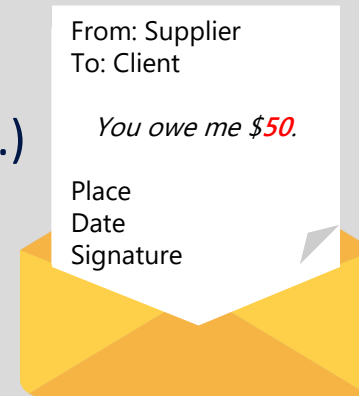 From: Supplier
To: Client
.)
You owe me $50.
Place
Date
Signature